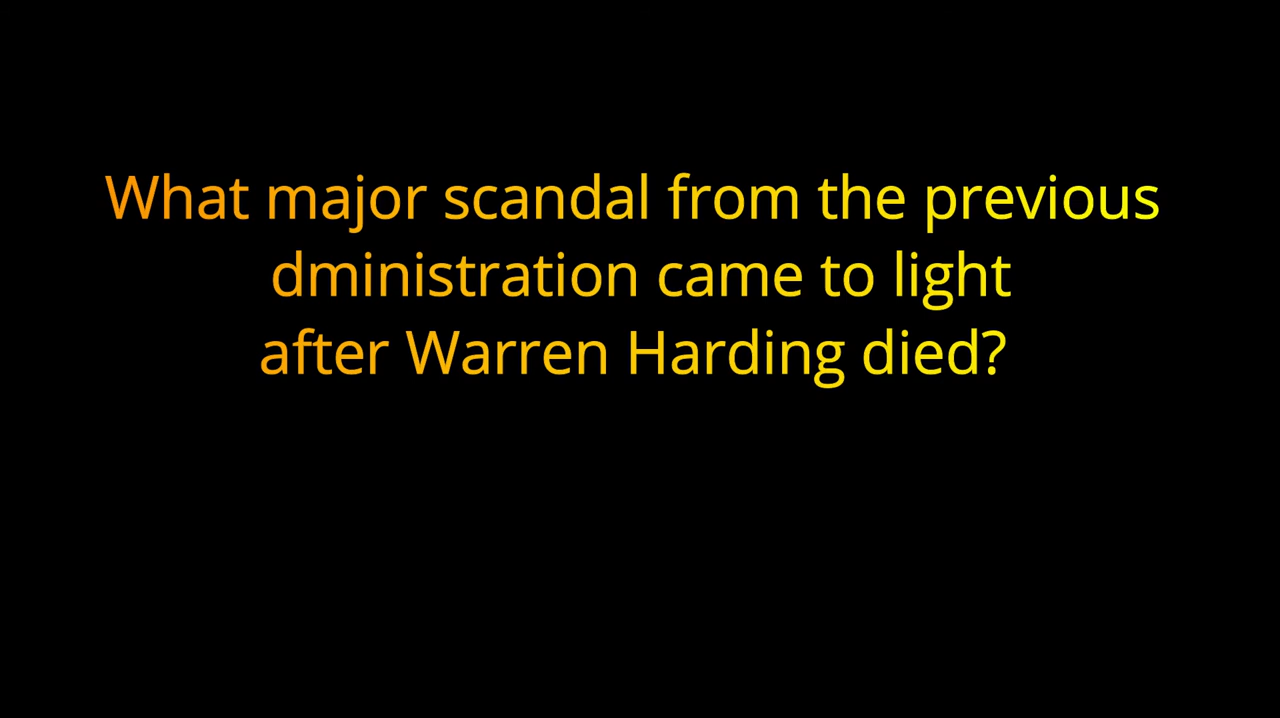 What major scandal from the previous
dministration came to light
after Warren Harding died?